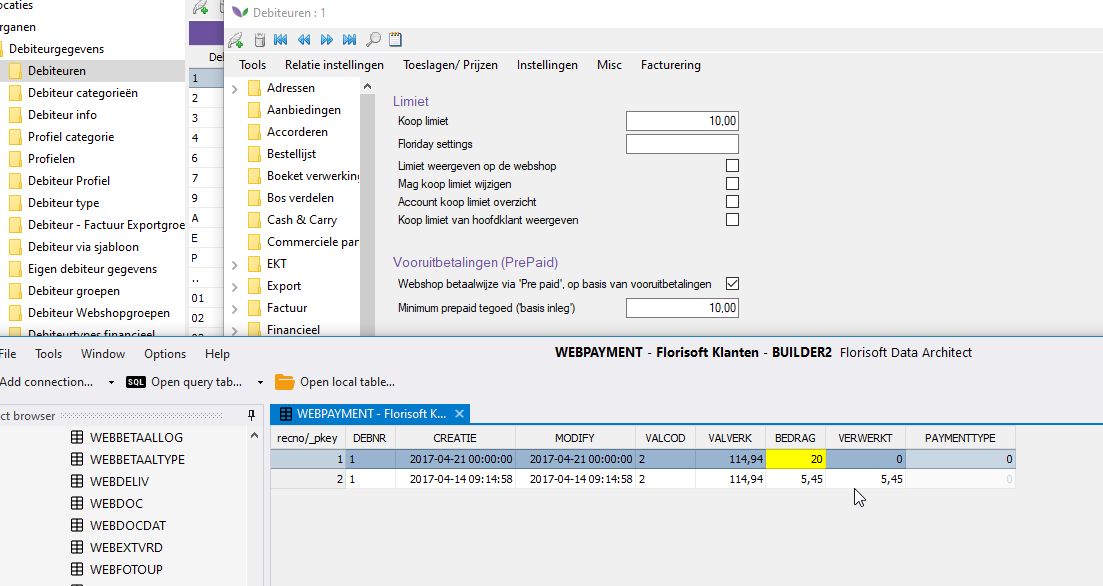 ocaties
rganen
Debiteurgegevens
Debiteuren
Debiteur categorieën
Debiteur info
Profiel categorie
Profielen
Debiteur Profiel
Debiteur type
Debiteur - Factuur Exportgroe
Debiteur via sjabloon
Eigen debiteur gegevens
Debiteur groepen
Debiteur Webshopgroepen
Debiteurtypes financieel
Del
1
2
3
4
6
7
9
A
E
P
..
01
02
Debiteuren : 1
Tools Relatie instellingen Toeslagen/ Prijzen Instellingen Misc Facturering
Adressen
Aanbiedingen
Accorderen
Bestellijst
Boeket verwerking
Bos verdelen
Cash & Carry
Commerciele par
EKT
Export
Factuur
Financieel
Limiet
Koop limiet 10,00
Floriday settings
Limiet weergeven op de webshop
Mag koop limiet wijzigen
Account koop limiet overzicht
Koop limiet van hoofdklant weergeven
Vooruitbetalingen (PrePaid)
Webshop betaalwijze via 'Pre paid', op basis van vooruitbetalingen
Minimum prepaid tegoed ('basis inleg') 10,00
File Tools Window Options Help
WEBPAYMENT - Florisoft Klanten - BUILDER2 Florisoft Data Architect
Add connection... SQL Open query tab... Open local table...
ct browser
WEBBETAALLOG
WEBBETAALTYPE
WEBDELIV
WEBDOC
WEBDOCDAT
WEBEXTVRD
WEBFOTOUP
WEBPAYMENT - Florisoft K...
recno/_pkey DEBNR CREATIE MODIFY VALCOD VALVERK BEDRAG VERWERKT PAYMENTTYPE
1 1 2017-04-21 00:00:00 2017-04-21 00:00:00 2 114,94 20 0 0
2 1 2017-04-14 09:14:58 2017-04-14 09:14:58 2 114,94 5,45 5,45 0